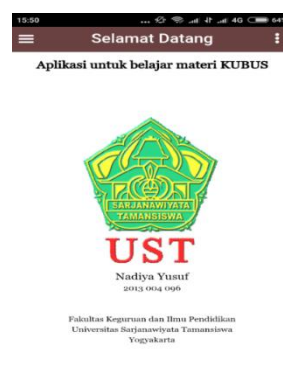 15:50 ... 4G 64%
Selamat Datang
Aplikasi untuk belajar materi KUBUS
SARJANAWIYATA
TAMANSISWA
UST
Nadiya Yusuf
2013 004 096
Fakultas Keguruan dan Ilmu Pendidikan
Universitas Sarjanawiyata Tamansiswa
Yogyakarta